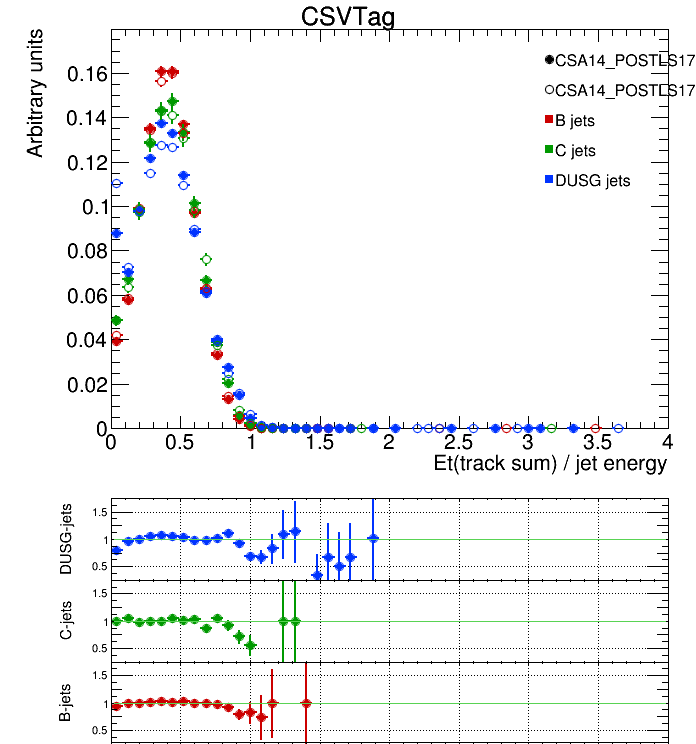 CSVTag
Arbitrary units
0.16
0.14
0.12
0.1
0.08
0.06
0.04
0.02
0
CSA14_POSTLS17
CSA14_POSTLS17
B jets
C jets
DUSG jets
0 0.5 1 1.5 2 2.5 3 3.5 4
Et(track sum) / jet energy
DUSG-jets
1.5
1
0.5
C-jets
1.5
1
0.5
B-jets
1.5
1
0.5